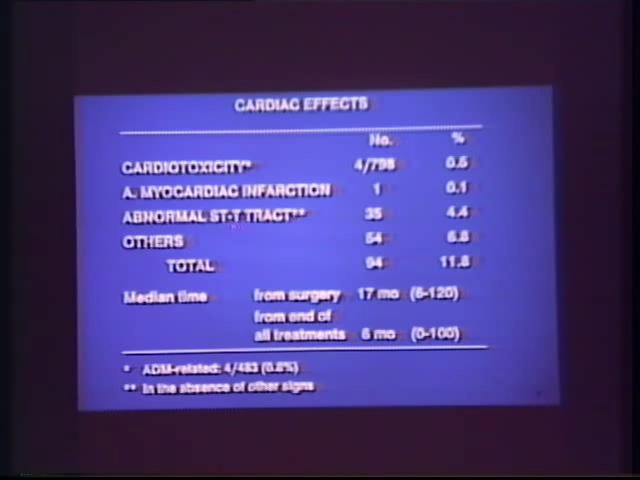 CARDIAC EFFECTS
No. %
CARDIOTOXICITY* 4/798 0.5
A. MYOCARDIAC INFARCTION 1 0.1
ABNORMAL ST-T TRACT** 35 4.4
OTHERS 54 6.8
TOTAL 94 11.8
Median time from surgery 17 mo (6-120)
from end of
all treatments 6 mo (0-100)
* ADM-related: 4/483 (0.8%)
** In the absence of other signs